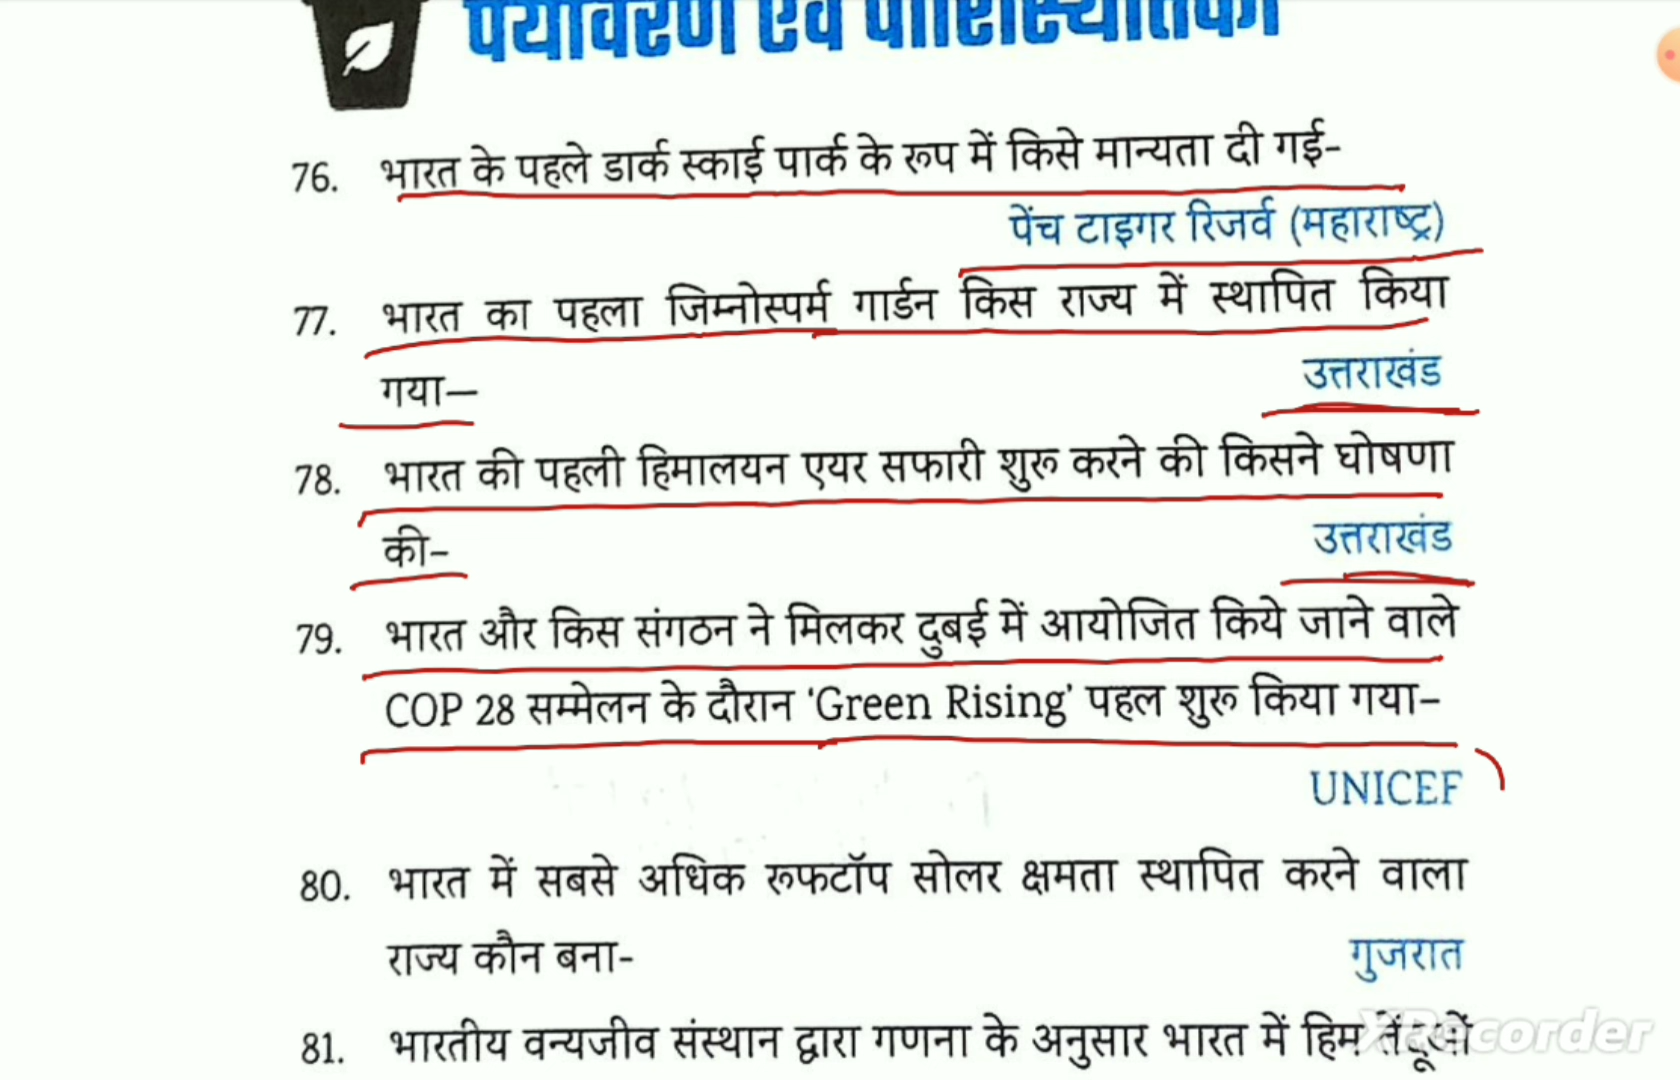 पर्यावरण एवं पारिस्थितिकी
76. भारत के पहले डार्क स्काई पार्क के रूप में किसे मान्यता दी गई-
पेंच टाइगर रिजर्व (महाराष्ट्र)
77. भारत का पहला जिम्नोस्पर्म गार्डन किस राज्य में स्थापित किया
गया— उत्तराखंड
78. भारत की पहली हिमालयन एयर सफारी शुरू करने की किसने घोषणा
की- उत्तराखंड
79. भारत और किस संगठन ने मिलकर दुबई में आयोजित किये जाने वाले
COP 28 सम्मेलन के दौरान ‘Green Rising’ पहल शुरू किया गया-
UNICEF
80. भारत में सबसे अधिक रूफटॉप सोलर क्षमता स्थापित करने वाला
राज्य कौन बना- गुजरात
81. भारतीय वन्यजीव संस्थान द्वारा गणना के अनुसार भारत में हिम तेंदूओं
XRecorder